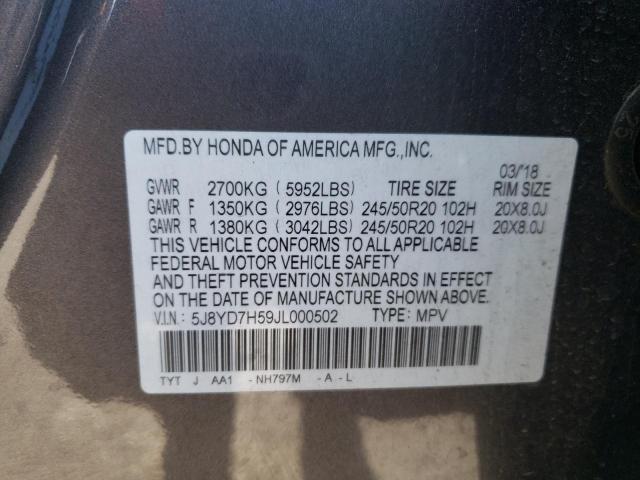 MFD.BY HONDA OF AMERICA MFG.,INC.
03/'18
GVWR 2700KG ( 5952LBS) TIRE SIZE RIM SIZE
GAWR F 1350KG ( 2976LBS) 245/50R20 102H 20X8.0J
GAWR R 1380KG ( 3042LBS) 245/50R20 102H 20X8.0J
THIS VEHICLE CONFORMS TO ALL APPLICABLE
FEDERAL MOTOR VEHICLE SAFETY
AND THEFT PREVENTION STANDARDS IN EFFECT
ON THE DATE OF MANUFACTURE SHOWN ABOVE.
V.I.N.: 5J8YD7H59JL000502 TYPE: MPV
TYT J AA1 -NH797M -A-L